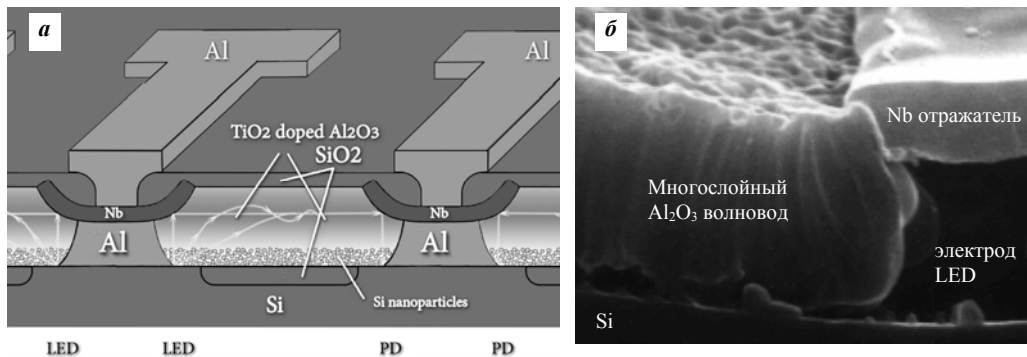 а
Al
Al
TiO2 doped Al2O3
SiO2
Nb
Nb
Al
Al
Si
Si nanoparticles
LED
LED
PD
PD
б
Nb отражатель
Многослойный
Al₂O₃ волновод
электрод
LED
Si